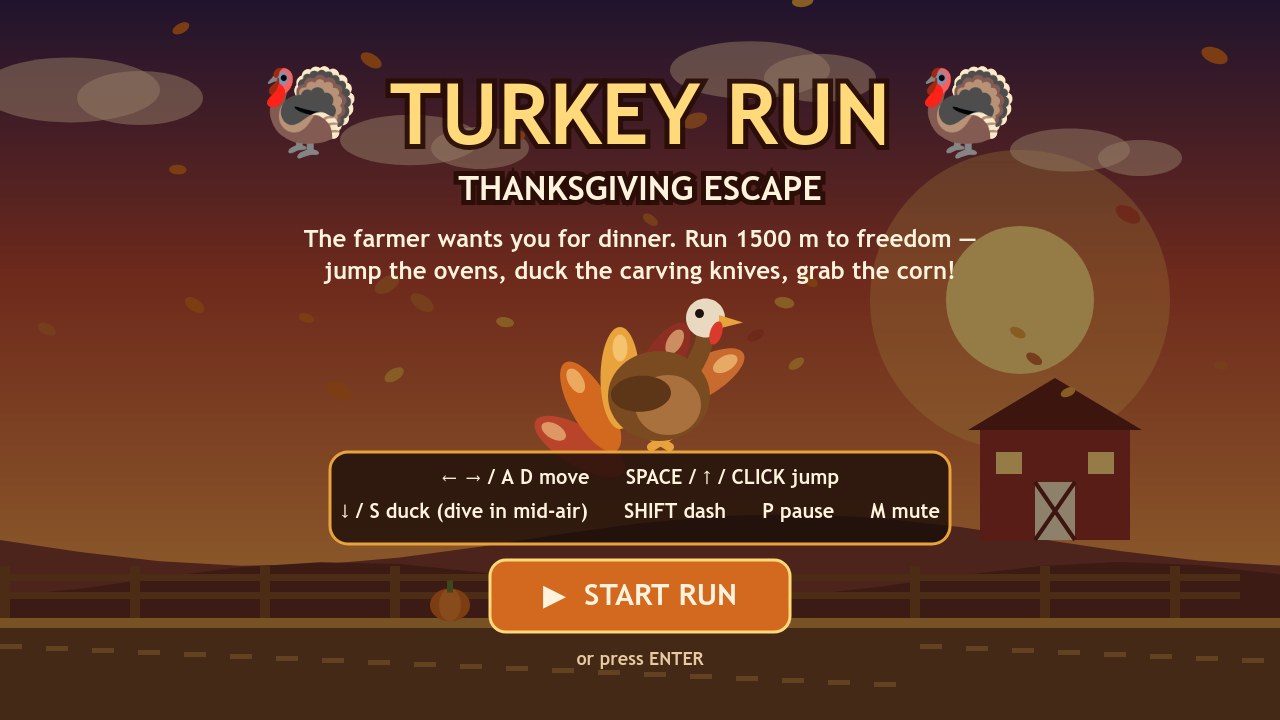 TURKEY RUN
THANKSGIVING ESCAPE
The farmer wants you for dinner. Run 1500 m to freedom —
jump the ovens, duck the carving knives, grab the corn!
← → / A D move SPACE / ↑ / CLICK jump
↓ / S duck (dive in mid-air) SHIFT dash P pause M mute
▶ START RUN
or press ENTER